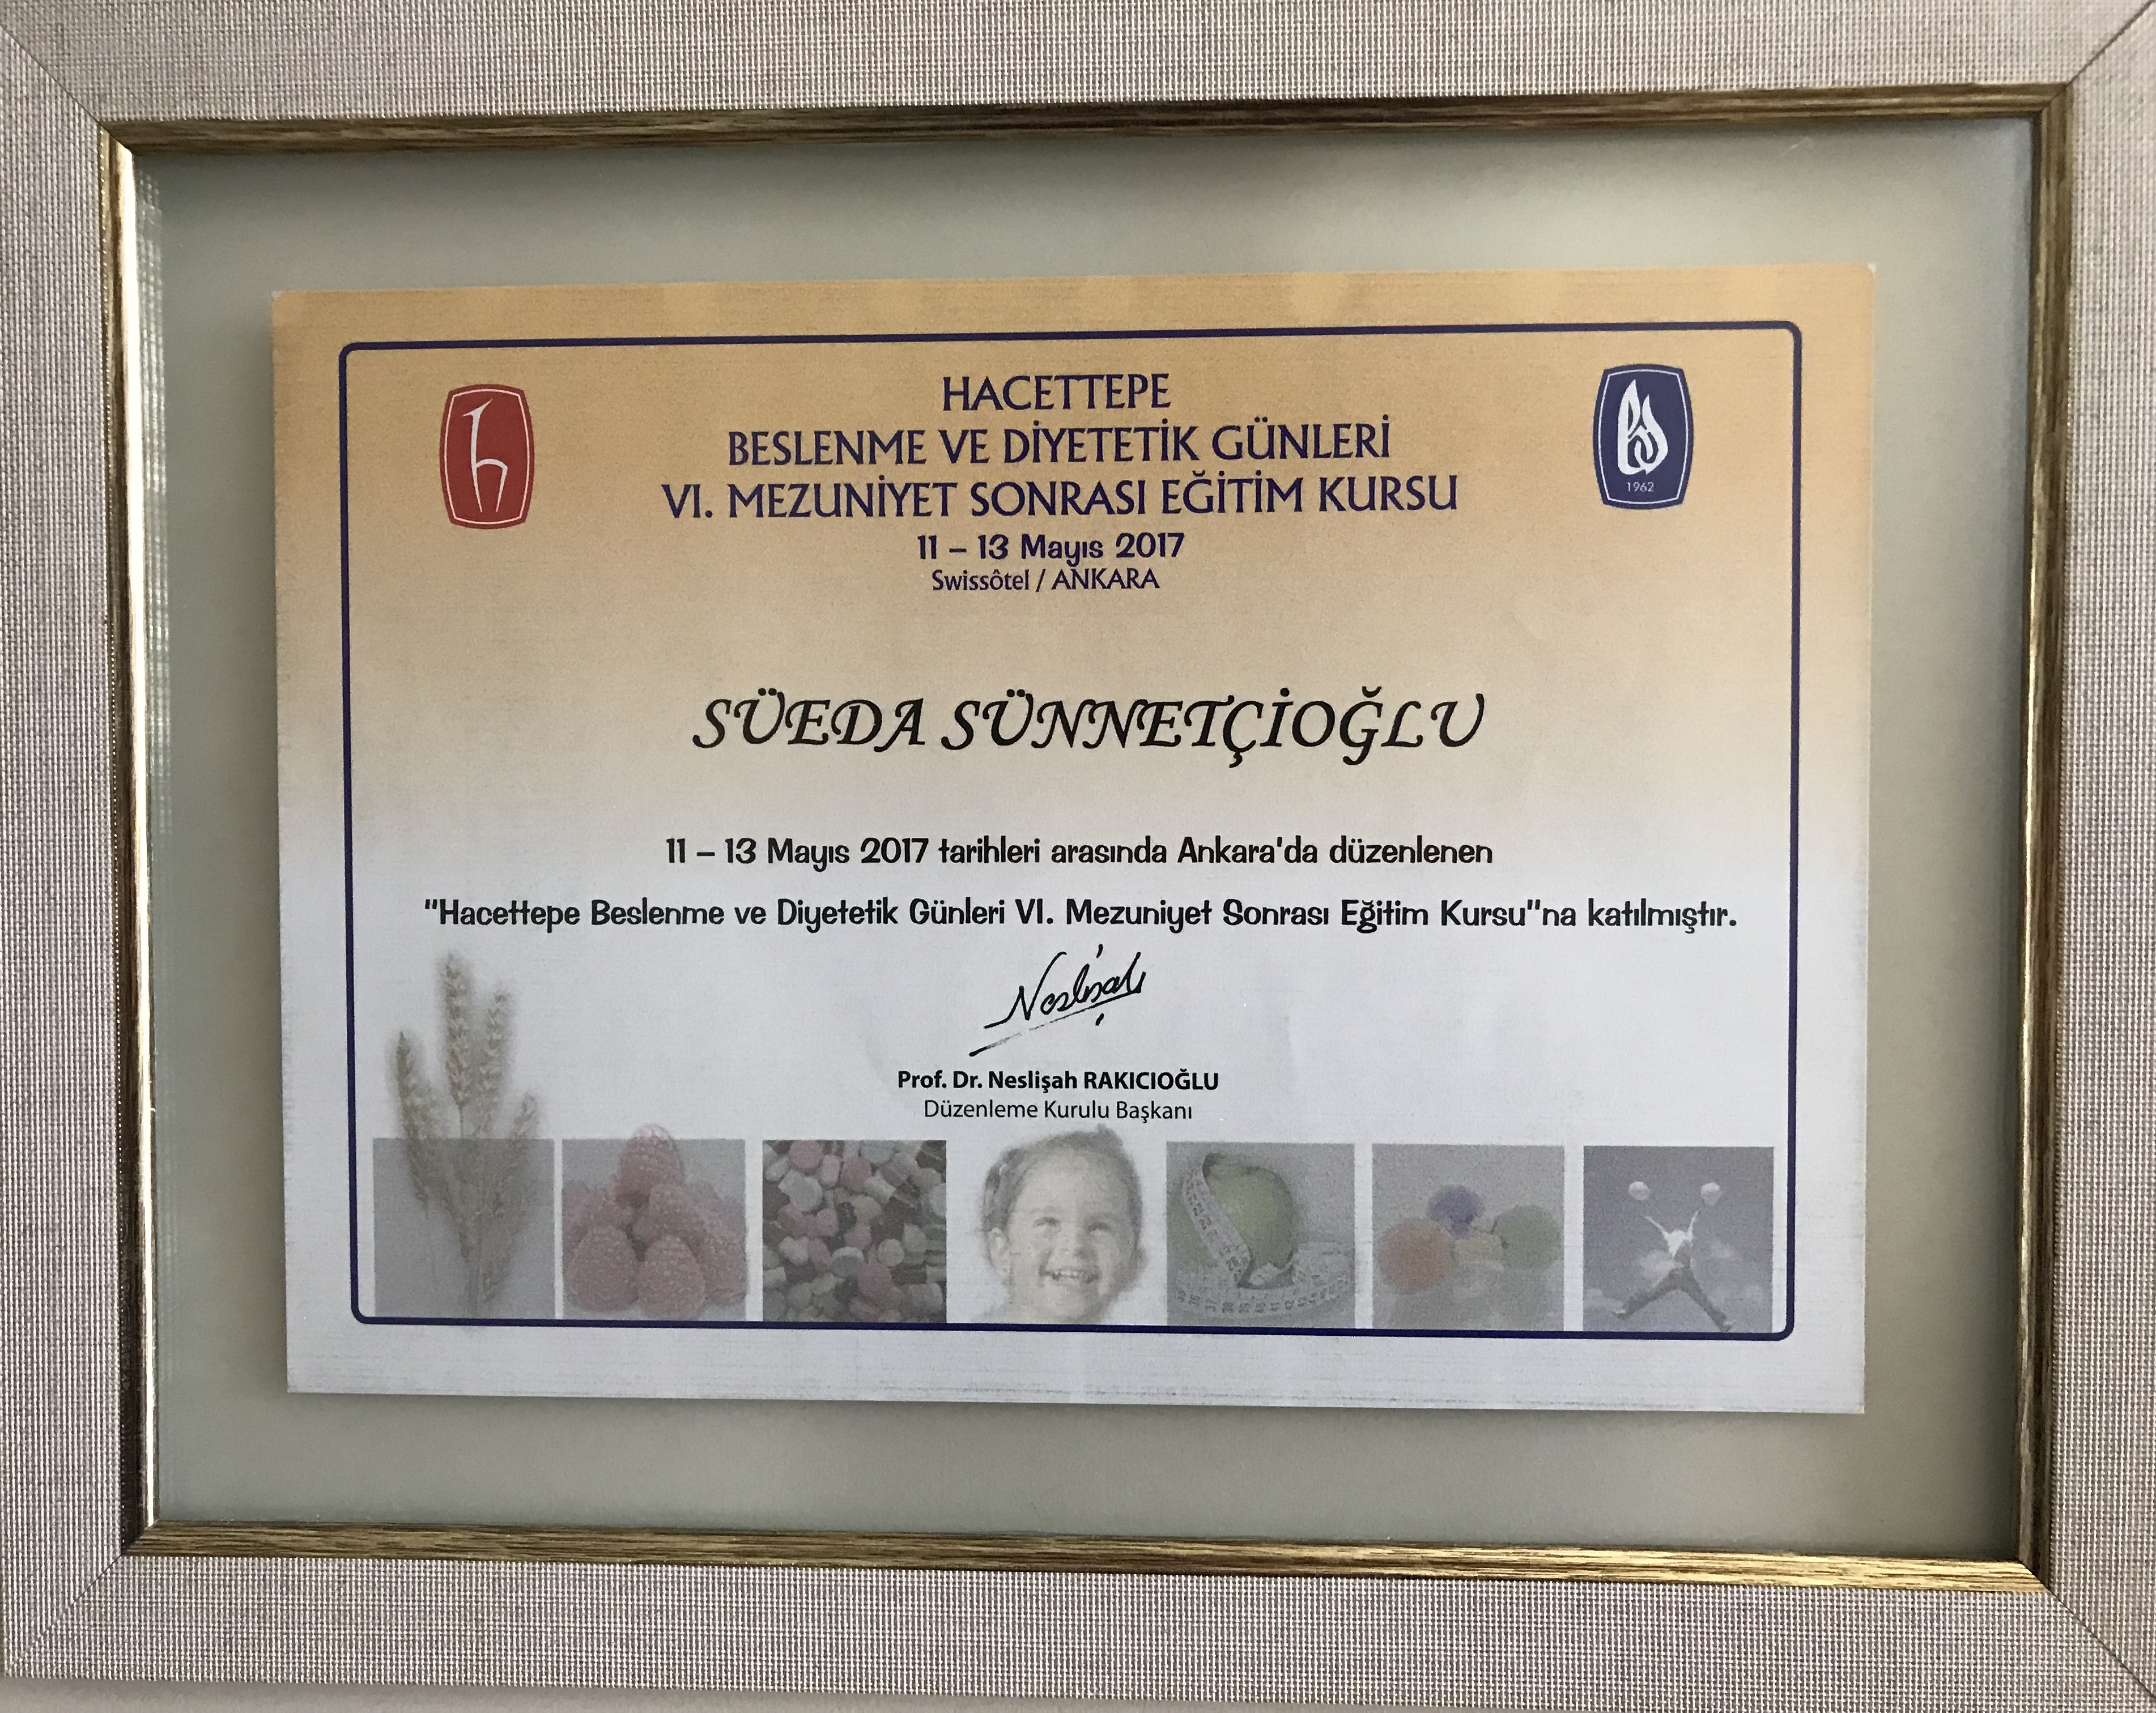 HACETTEPE
BESLENME VE DİYETETİK GÜNLERİ
VI. MEZUNİYET SONRASI EĞİTİM KURSU
11 – 13 Mayıs 2017
Swissôtel / ANKARA
1962
SÜEDA SÜNNETÇİOĞLU
11 – 13 Mayıs 2017 tarihleri arasında Ankara'da düzenlenen
"Hacettepe Beslenme ve Diyetetik Günleri VI. Mezuniyet Sonrası Eğitim Kursu"na katılmıştır.
Neslişah
Prof. Dr. Neslişah RAKICIOĞLU
Düzenleme Kurulu Başkanı